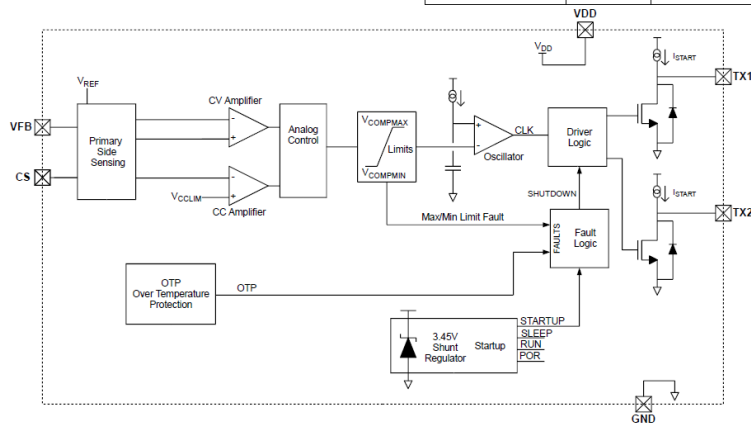 VDD
VDD
ISTART
TX1
VREF
CV Amplifier
VFB
Primary
Side
Sensing
-
+
Analog
Control
VCOMPMAX
Limits
VCOMPMIN
+
-
CLK
Oscillator
Driver
Logic
CS
VCCLIM
-
+
CC Amplifier
SHUTDOWN
ISTART
TX2
Max/Min Limit Fault
FAULTS
Fault
Logic
OTP
Over Temperature
Protection
OTP
3.45V
Shunt
Regulator
Startup
STARTUP
SLEEP
RUN
POR
GND